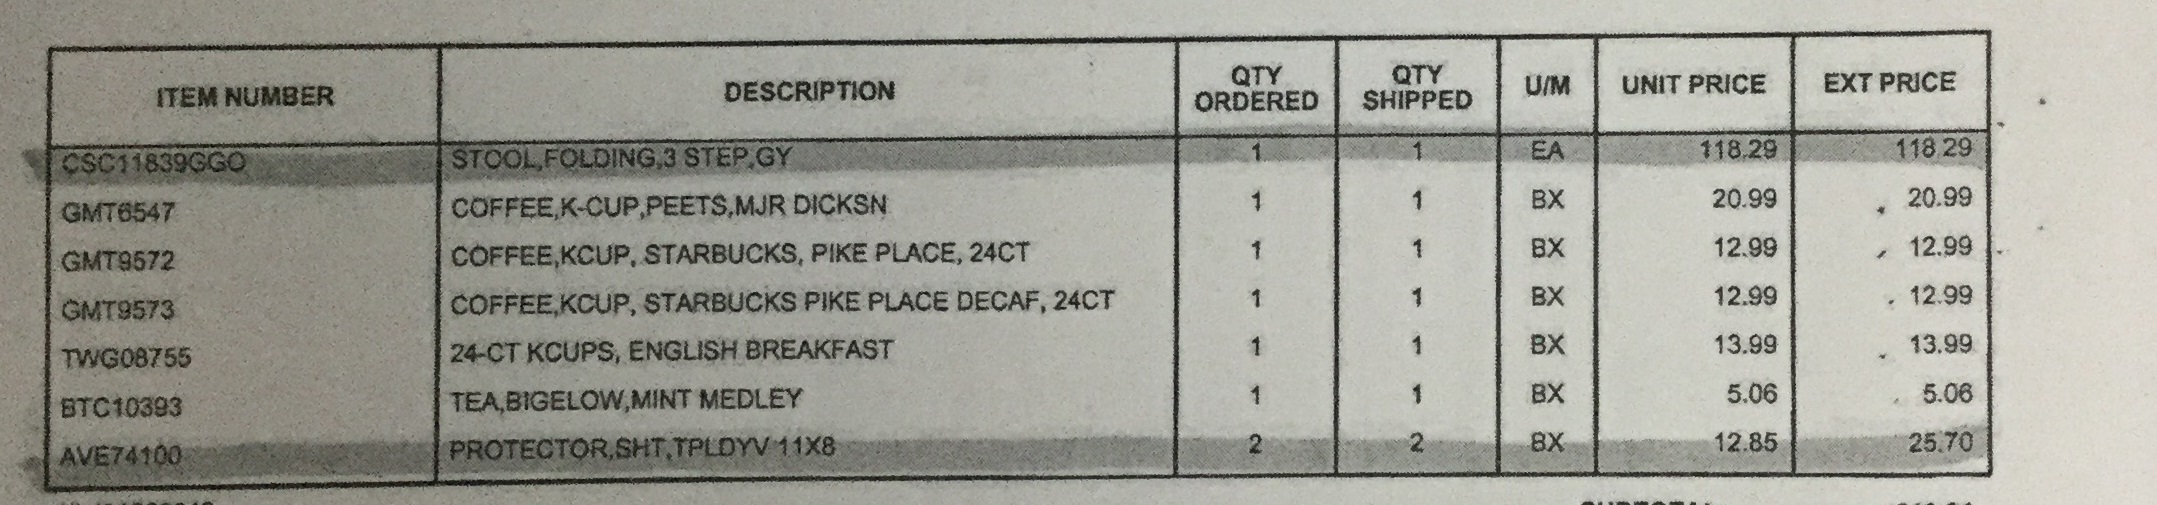 ITEM NUMBER DESCRIPTION QTY ORDERED QTY SHIPPED U/M UNIT PRICE EXT PRICE
CSC11839GGO STOOL,FOLDING,3 STEP,GY 1 1 EA 118.29 118.29
GMT6547 COFFEE,K-CUP,PEETS,MJR DICKSN 1 1 BX 20.99 20.99
GMT9572 COFFEE,KCUP, STARBUCKS, PIKE PLACE, 24CT 1 1 BX 12.99 12.99
GMT9573 COFFEE,KCUP, STARBUCKS PIKE PLACE DECAF, 24CT 1 1 BX 12.99 12.99
TWG08755 24-CT KCUPS, ENGLISH BREAKFAST 1 1 BX 13.99 13.99
BTC10393 TEA,BIGELOW,MINT MEDLEY 1 1 BX 5.06 5.06
AVE74100 PROTECTOR,SHT,TPLDYV 11X8 2 2 BX 12.85 25.70
SUBTOTAL